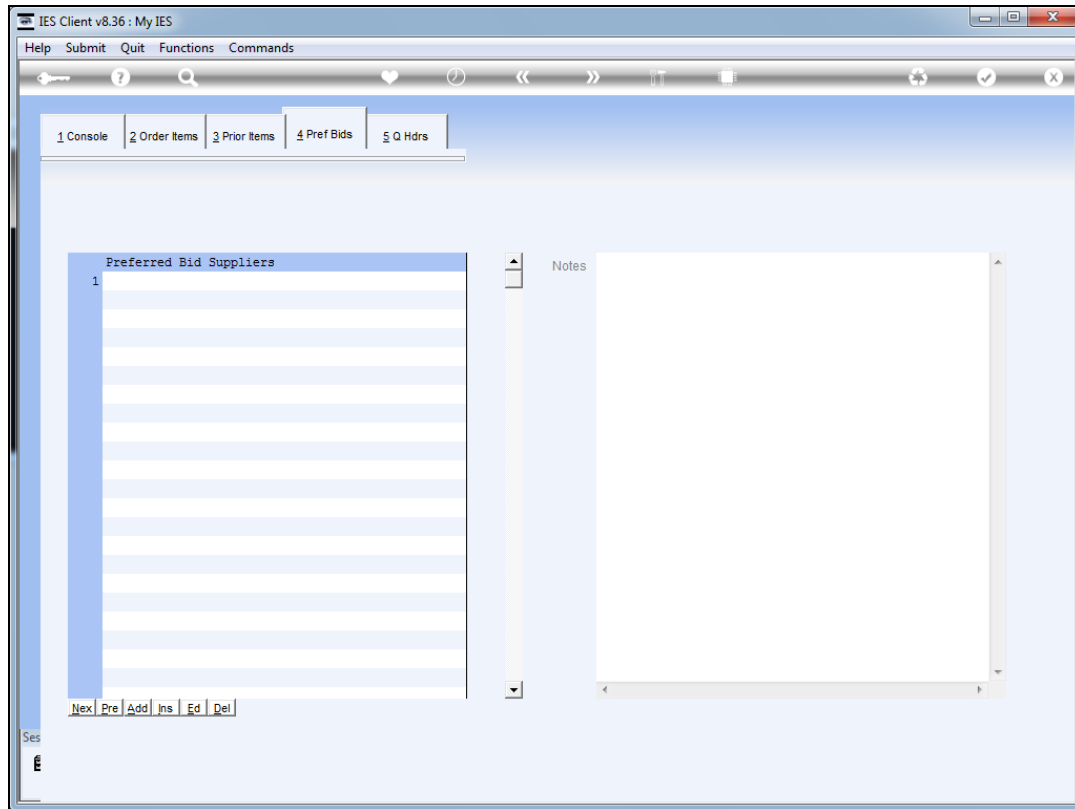 IES Client v8.36 : My IES
Help Submit Quit Functions Commands
1 Console 2 Order Items 3 Prior Items 4 Pref Bids 5 Q Hdrs
Preferred Bid Suppliers
Notes
1
Nex Pre Add Ins Ed Del
Ses